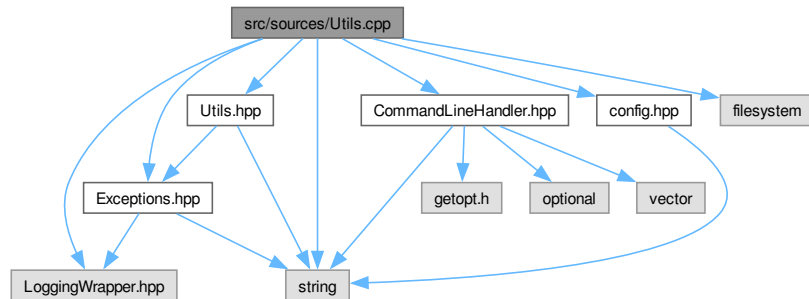 src/sources/Utils.cpp
Utils.hpp
CommandLineHandler.hpp
config.hpp
filesystem
Exceptions.hpp
getopt.h
optional
vector
LoggingWrapper.hpp
string